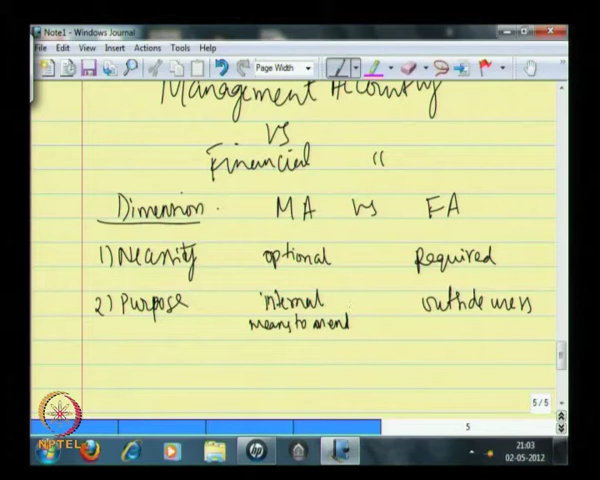 Note1 - Windows Journal
File Edit View Insert Actions Tools Help
Page Width
Management Accounting
VS
Financial "
Dimension. MA vs FA
1) Necessity optional Required
2) Purpose internal outside users
means to an end
5/5
5
NPTEL
21:03
02-05-2012